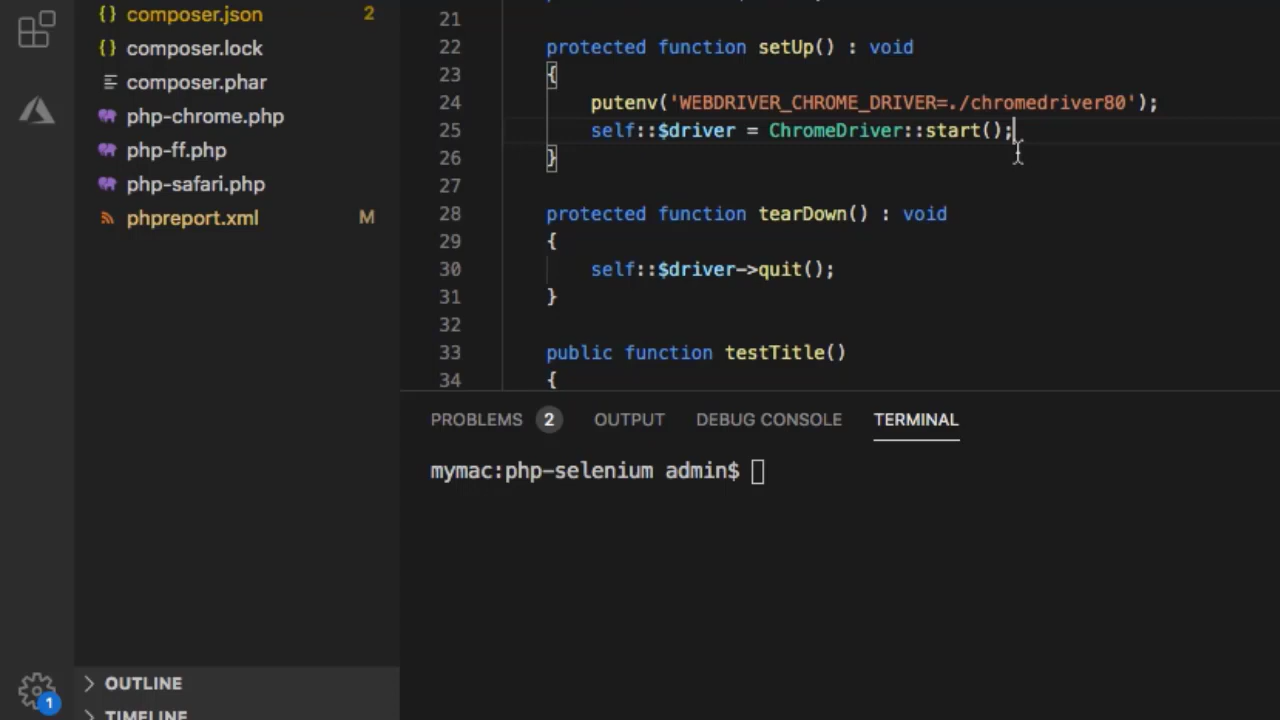 composer.json 2
composer.lock
composer.phar
php-chrome.php
php-ff.php
php-safari.php
phpreport.xml M
1
OUTLINE
TIMELINE
21
22 protected function setUp() : void
23 {
24 putenv('WEBDRIVER_CHROME_DRIVER=./chromedriver80');
25 self::$driver = ChromeDriver::start();
26 }
27
28 protected function tearDown() : void
29 {
30 self::$driver->quit();
31 }
32
33 public function testTitle()
34 {
PROBLEMS 2 OUTPUT DEBUG CONSOLE TERMINAL
mymac:php-selenium admin$